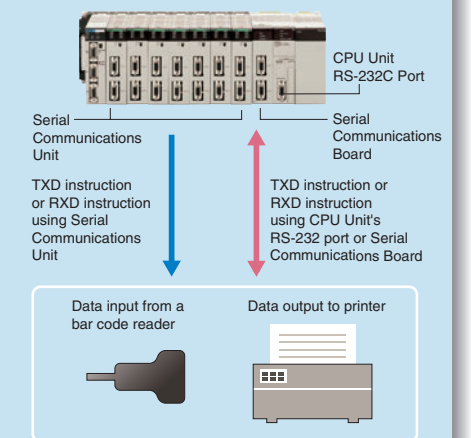 CPU Unit
RS-232C Port
Serial
Communications
Unit
Serial
Communications
Board
TXD instruction
or RXD instruction
using Serial
Communications
Unit
TXD instruction or
RXD instruction
using CPU Unit's
RS-232 port or Serial
Communications Board
Data input from a
bar code reader
Data output to printer